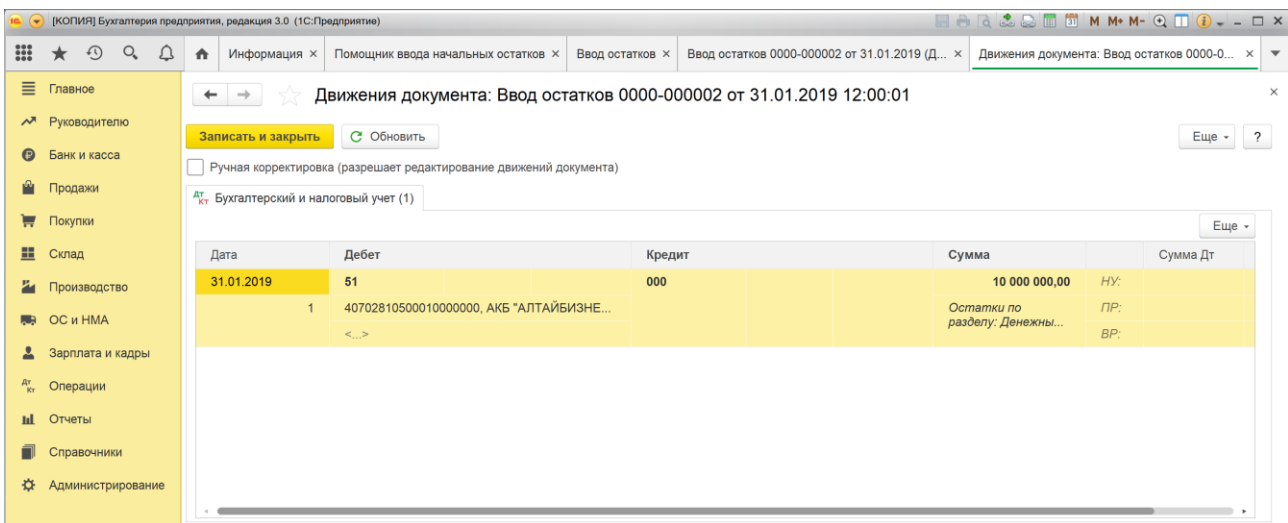 [КОПИЯ] Бухгалтерия предприятия, редакция 3.0 (1С:Предприятие)
M M+ M-
Информация × Помощник ввода начальных остатков × Ввод остатков × Ввод остатков 0000-000002 от 31.01.2019 (Д... × Движения документа: Ввод остатков 0000-0... ×
Главное
Руководителю
Банк и касса
Продажи
Покупки
Склад
Производство
ОС и НМА
Зарплата и кадры
Операции
Отчеты
Справочники
Администрирование
Движения документа: Ввод остатков 0000-000002 от 31.01.2019 12:00:01
Записать и закрыть Обновить Еще ?
Ручная корректировка (разрешает редактирование движений документа)
Дт Кт Бухгалтерский и налоговый учет (1)
Еще
Дата Дебет Кредит Сумма Сумма Дт
31.01.2019 51 000 10 000 000,00 НУ:
1 40702810500010000000, АКБ "АЛТАЙБИЗНЕ... Остатки по ПР:
разделу: Денежны...
<...> ВР: